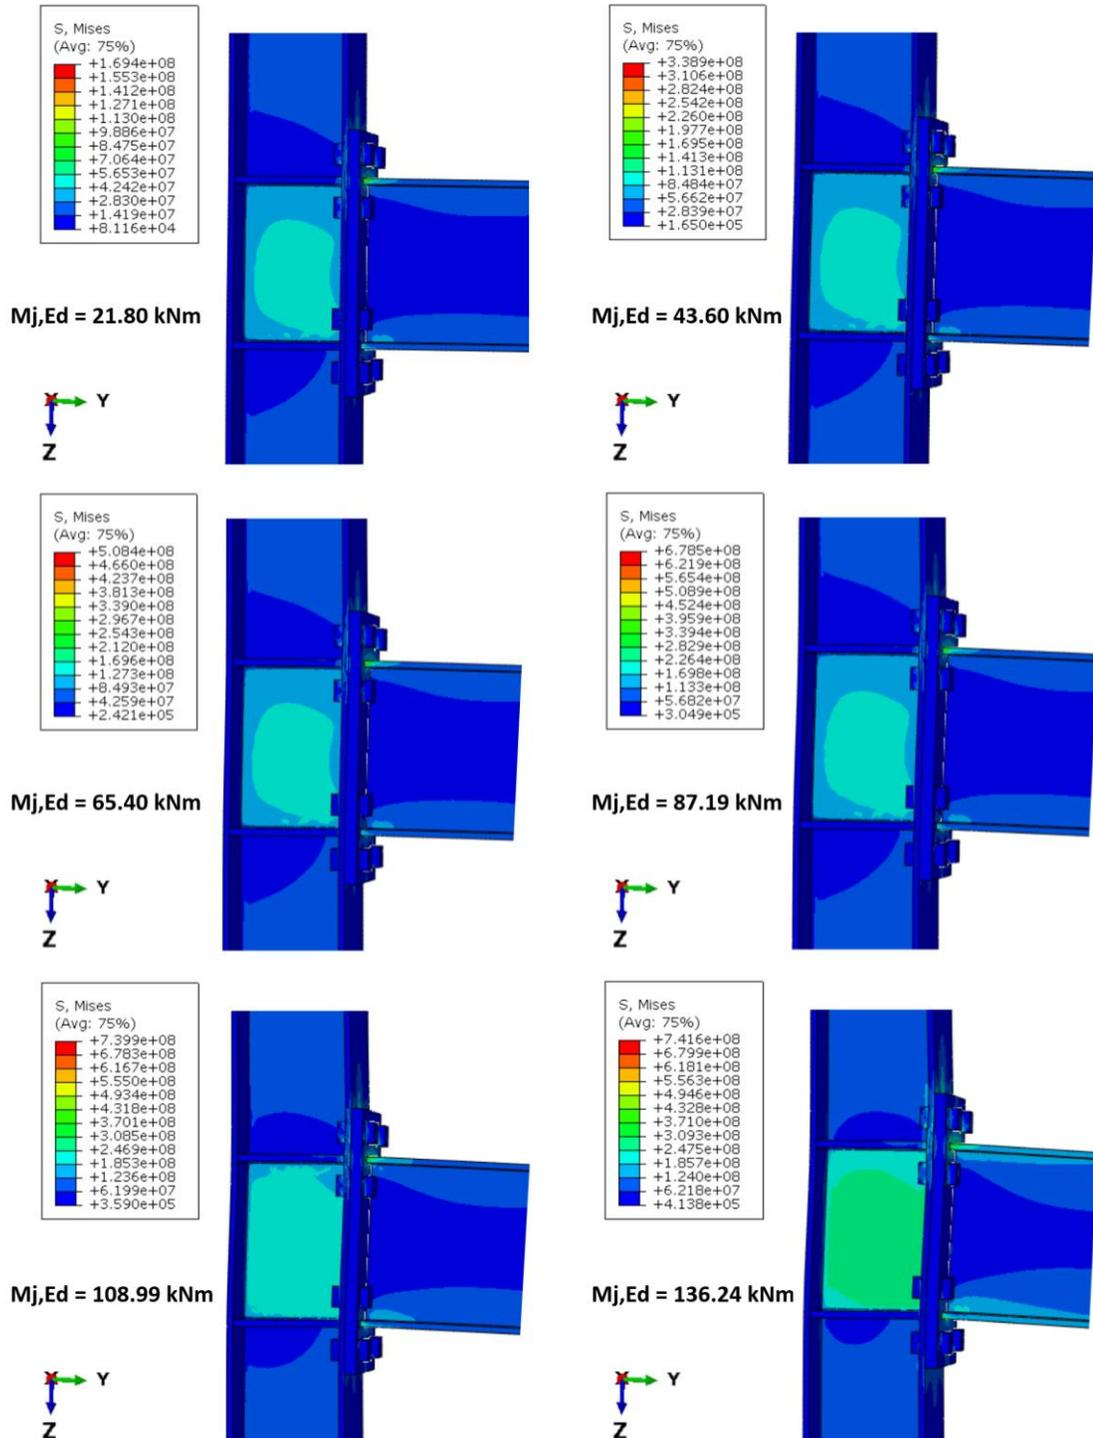 S, Mises
(Avg: 75%)
+1.694e+08
+1.553e+08
+1.412e+08
+1.271e+08
+1.130e+08
+9.886e+07
+8.475e+07
+7.064e+07
+5.653e+07
+4.242e+07
+2.830e+07
+1.419e+07
+8.116e+04
Mj,Ed = 21.80 kNm
X
Y
Z
S, Mises
(Avg: 75%)
+3.389e+08
+3.106e+08
+2.824e+08
+2.542e+08
+2.260e+08
+1.977e+08
+1.695e+08
+1.413e+08
+1.131e+08
+8.484e+07
+5.662e+07
+2.839e+07
+1.650e+05
Mj,Ed = 43.60 kNm
X
Y
Z
S, Mises
(Avg: 75%)
+5.084e+08
+4.660e+08
+4.237e+08
+3.813e+08
+3.390e+08
+2.967e+08
+2.543e+08
+2.120e+08
+1.696e+08
+1.273e+08
+8.493e+07
+4.259e+07
+2.421e+05
Mj,Ed = 65.40 kNm
X
Y
Z
S, Mises
(Avg: 75%)
+6.785e+08
+6.219e+08
+5.654e+08
+5.089e+08
+4.524e+08
+3.959e+08
+3.394e+08
+2.829e+08
+2.264e+08
+1.698e+08
+1.133e+08
+5.682e+07
+3.049e+05
Mj,Ed = 87.19 kNm
X
Y
Z
S, Mises
(Avg: 75%)
+7.399e+08
+6.783e+08
+6.167e+08
+5.550e+08
+4.934e+08
+4.318e+08
+3.701e+08
+3.085e+08
+2.469e+08
+1.853e+08
+1.236e+08
+6.199e+07
+3.590e+05
Mj,Ed = 108.99 kNm
X
Y
Z
S, Mises
(Avg: 75%)
+7.416e+08
+6.799e+08
+6.181e+08
+5.563e+08
+4.946e+08
+4.328e+08
+3.710e+08
+3.093e+08
+2.475e+08
+1.857e+08
+1.240e+08
+6.218e+07
+4.138e+05
Mj,Ed = 136.24 kNm
X
Y
Z